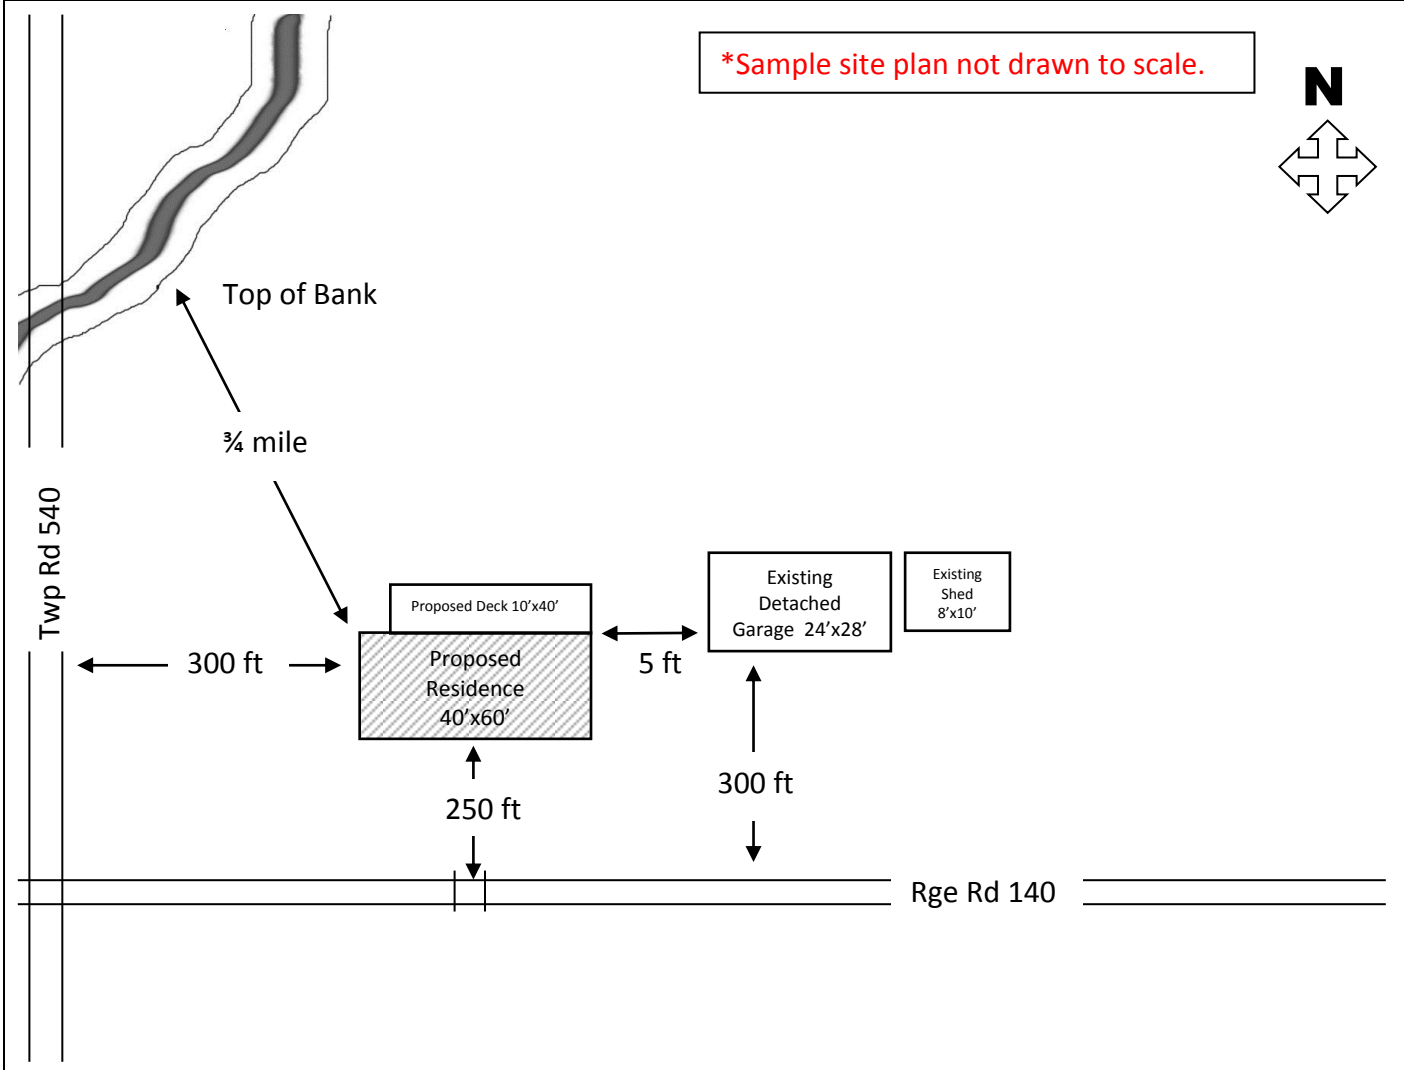 *Sample site plan not drawn to scale.
N
Top of Bank
¾ mile
Twp Rd 540
Proposed Deck 10’x40’
Existing
Detached
Garage 24’x28’
Existing
Shed
8’x10’
300 ft
Proposed
Residence
40’x60’
5 ft
250 ft
300 ft
Rge Rd 140